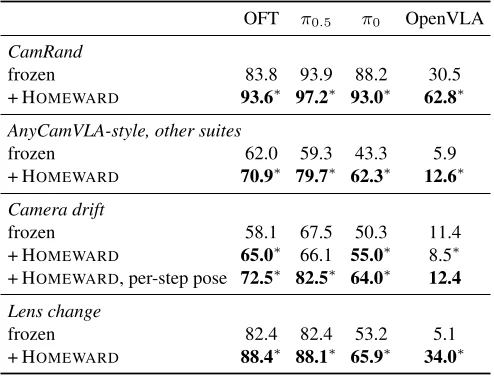 OFT π0.5 π0 OpenVLA
CamRand
frozen 83.8 93.9 88.2 30.5
+ HOMEWARD 93.6* 97.2* 93.0* 62.8*
AnyCamVLA-style, other suites
frozen 62.0 59.3 43.3 5.9
+ HOMEWARD 70.9* 79.7* 62.3* 12.6*
Camera drift
frozen 58.1 67.5 50.3 11.4
+ HOMEWARD 65.0* 66.1 55.0* 8.5*
+ HOMEWARD, per-step pose 72.5* 82.5* 64.0* 12.4
Lens change
frozen 82.4 82.4 53.2 5.1
+ HOMEWARD 88.4* 88.1* 65.9* 34.0*